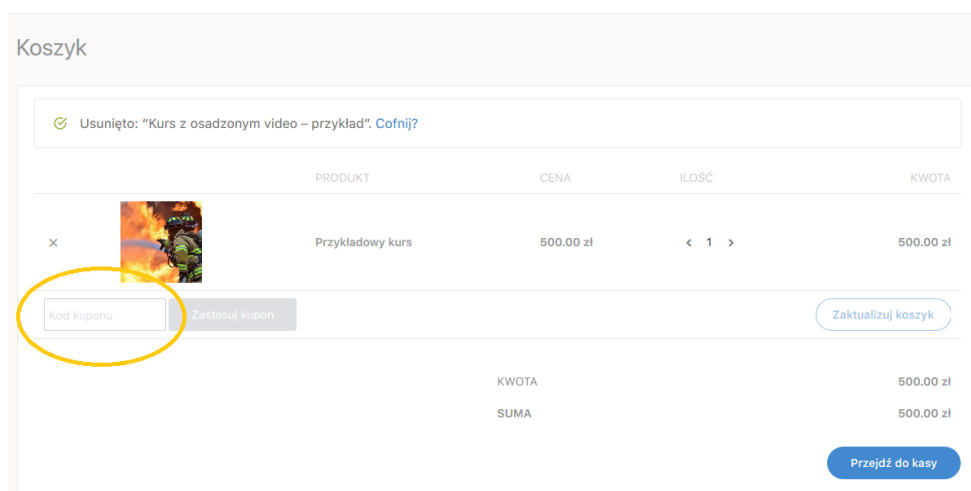 Koszyk
Usunięto: “Kurs z osadzonym video – przykład”. Cofnij?
PRODUKT CENA ILOŚĆ KWOTA
× Przykładowy kurs 500.00 zł < 1 > 500.00 zł
Kod kuponu Zastosuj kupon Zaktualizuj koszyk
KWOTA 500.00 zł
SUMA 500.00 zł
Przejdź do kasy